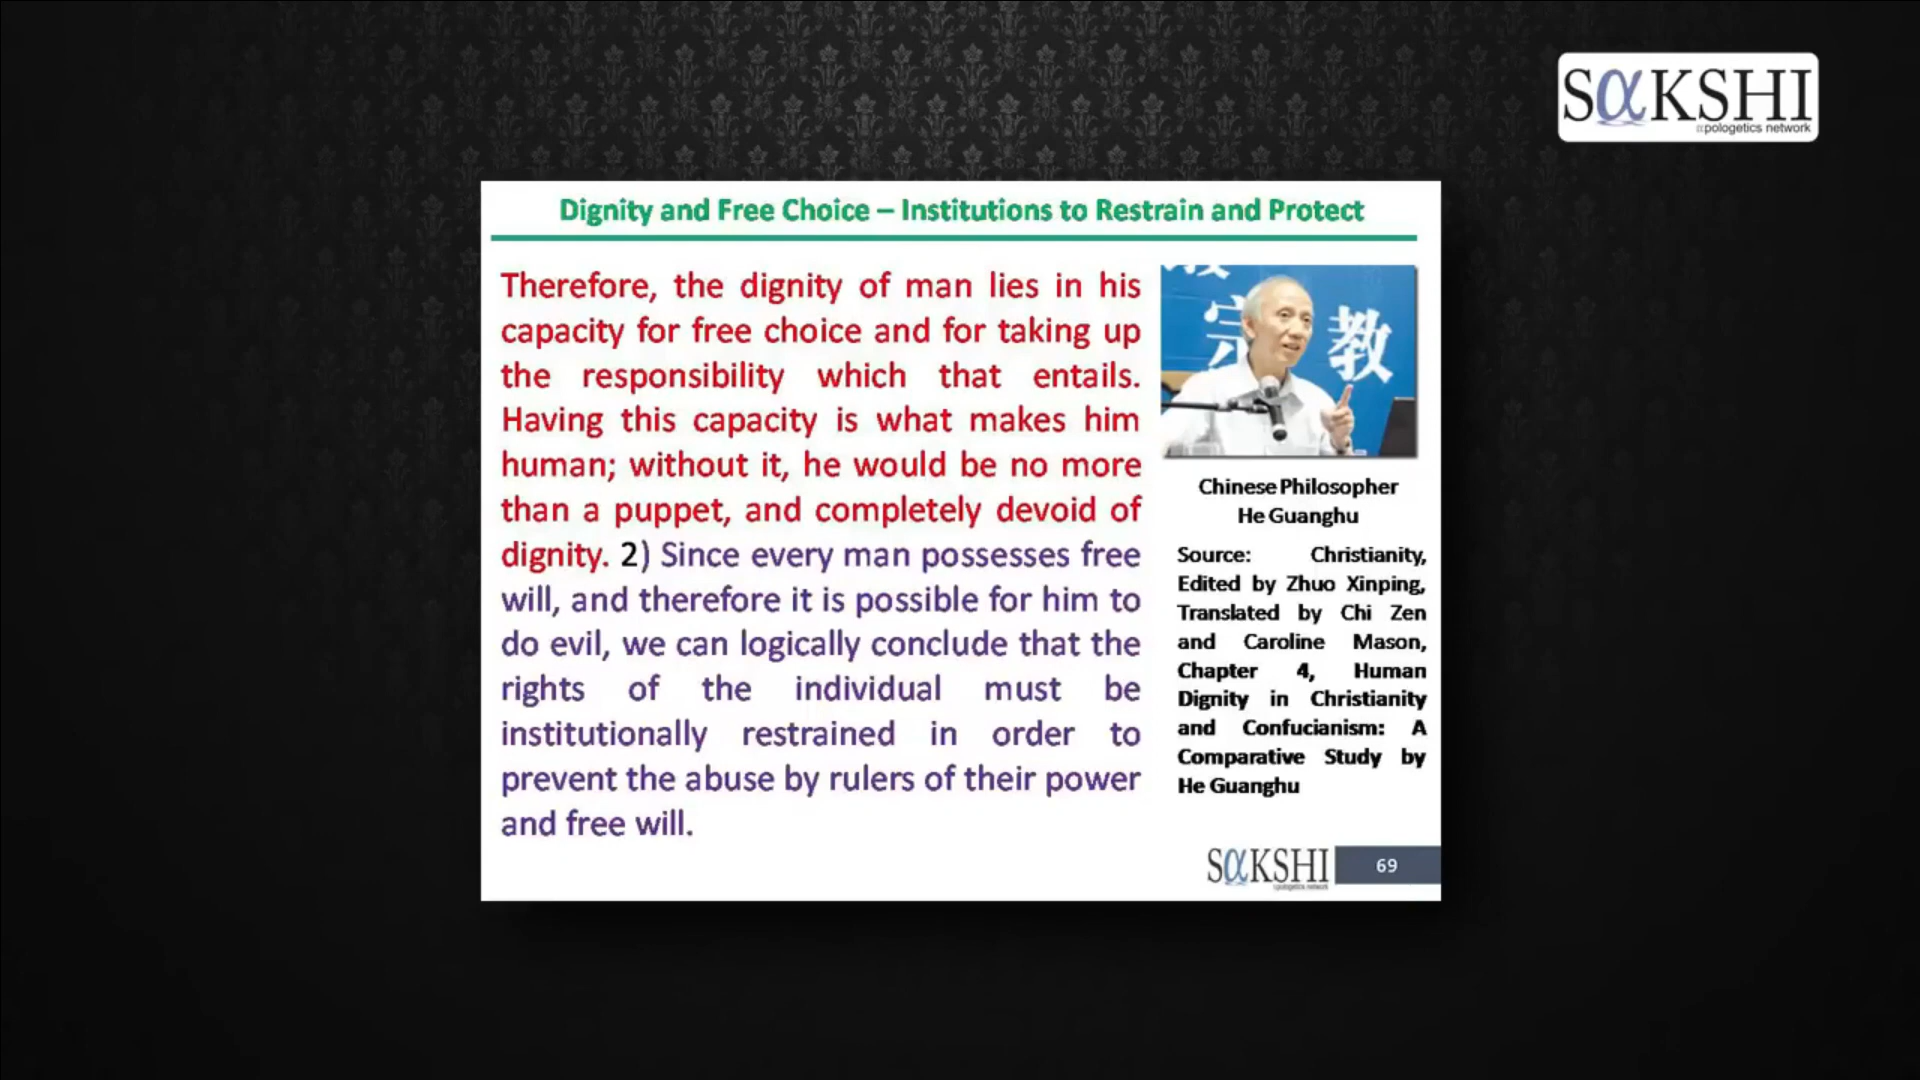 SαKSHI
αpologetics network
Dignity and Free Choice – Institutions to Restrain and Protect
Therefore, the dignity of man lies in his
capacity for free choice and for taking up
the responsibility which that entails.
Having this capacity is what makes him
human; without it, he would be no more
than a puppet, and completely devoid of
dignity. 2) Since every man possesses free
will, and therefore it is possible for him to
do evil, we can logically conclude that the
rights of the individual must be
institutionally restrained in order to
prevent the abuse by rulers of their power
and free will.
宗教
Chinese Philosopher
He Guanghu
Source: Christianity,
Edited by Zhuo Xinping,
Translated by Chi Zen
and Caroline Mason,
Chapter 4, Human
Dignity in Christianity
and Confucianism: A
Comparative Study by
He Guanghu
SαKSHI
αpologetics network
69